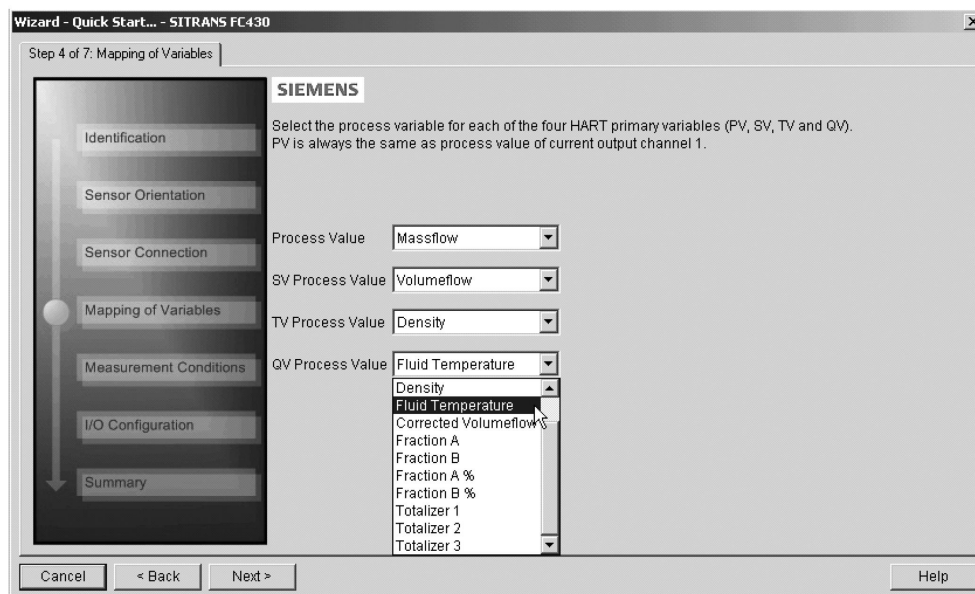 Wizard - Quick Start... - SITRANS FC430
Step 4 of 7: Mapping of Variables
SIEMENS
Select the process variable for each of the four HART primary variables (PV, SV, TV and QV).
PV is always the same as process value of current output channel 1.
Identification
Sensor Orientation
Sensor Connection
Mapping of Variables
Measurement Conditions
I/O Configuration
Summary
Process Value Massflow
SV Process Value Volumeflow
TV Process Value Density
QV Process Value Fluid Temperature
Density
Fluid Temperature
Corrected Volumeflow
Fraction A
Fraction B
Fraction A %
Fraction B %
Totalizer 1
Totalizer 2
Totalizer 3
Cancel < Back Next > Help